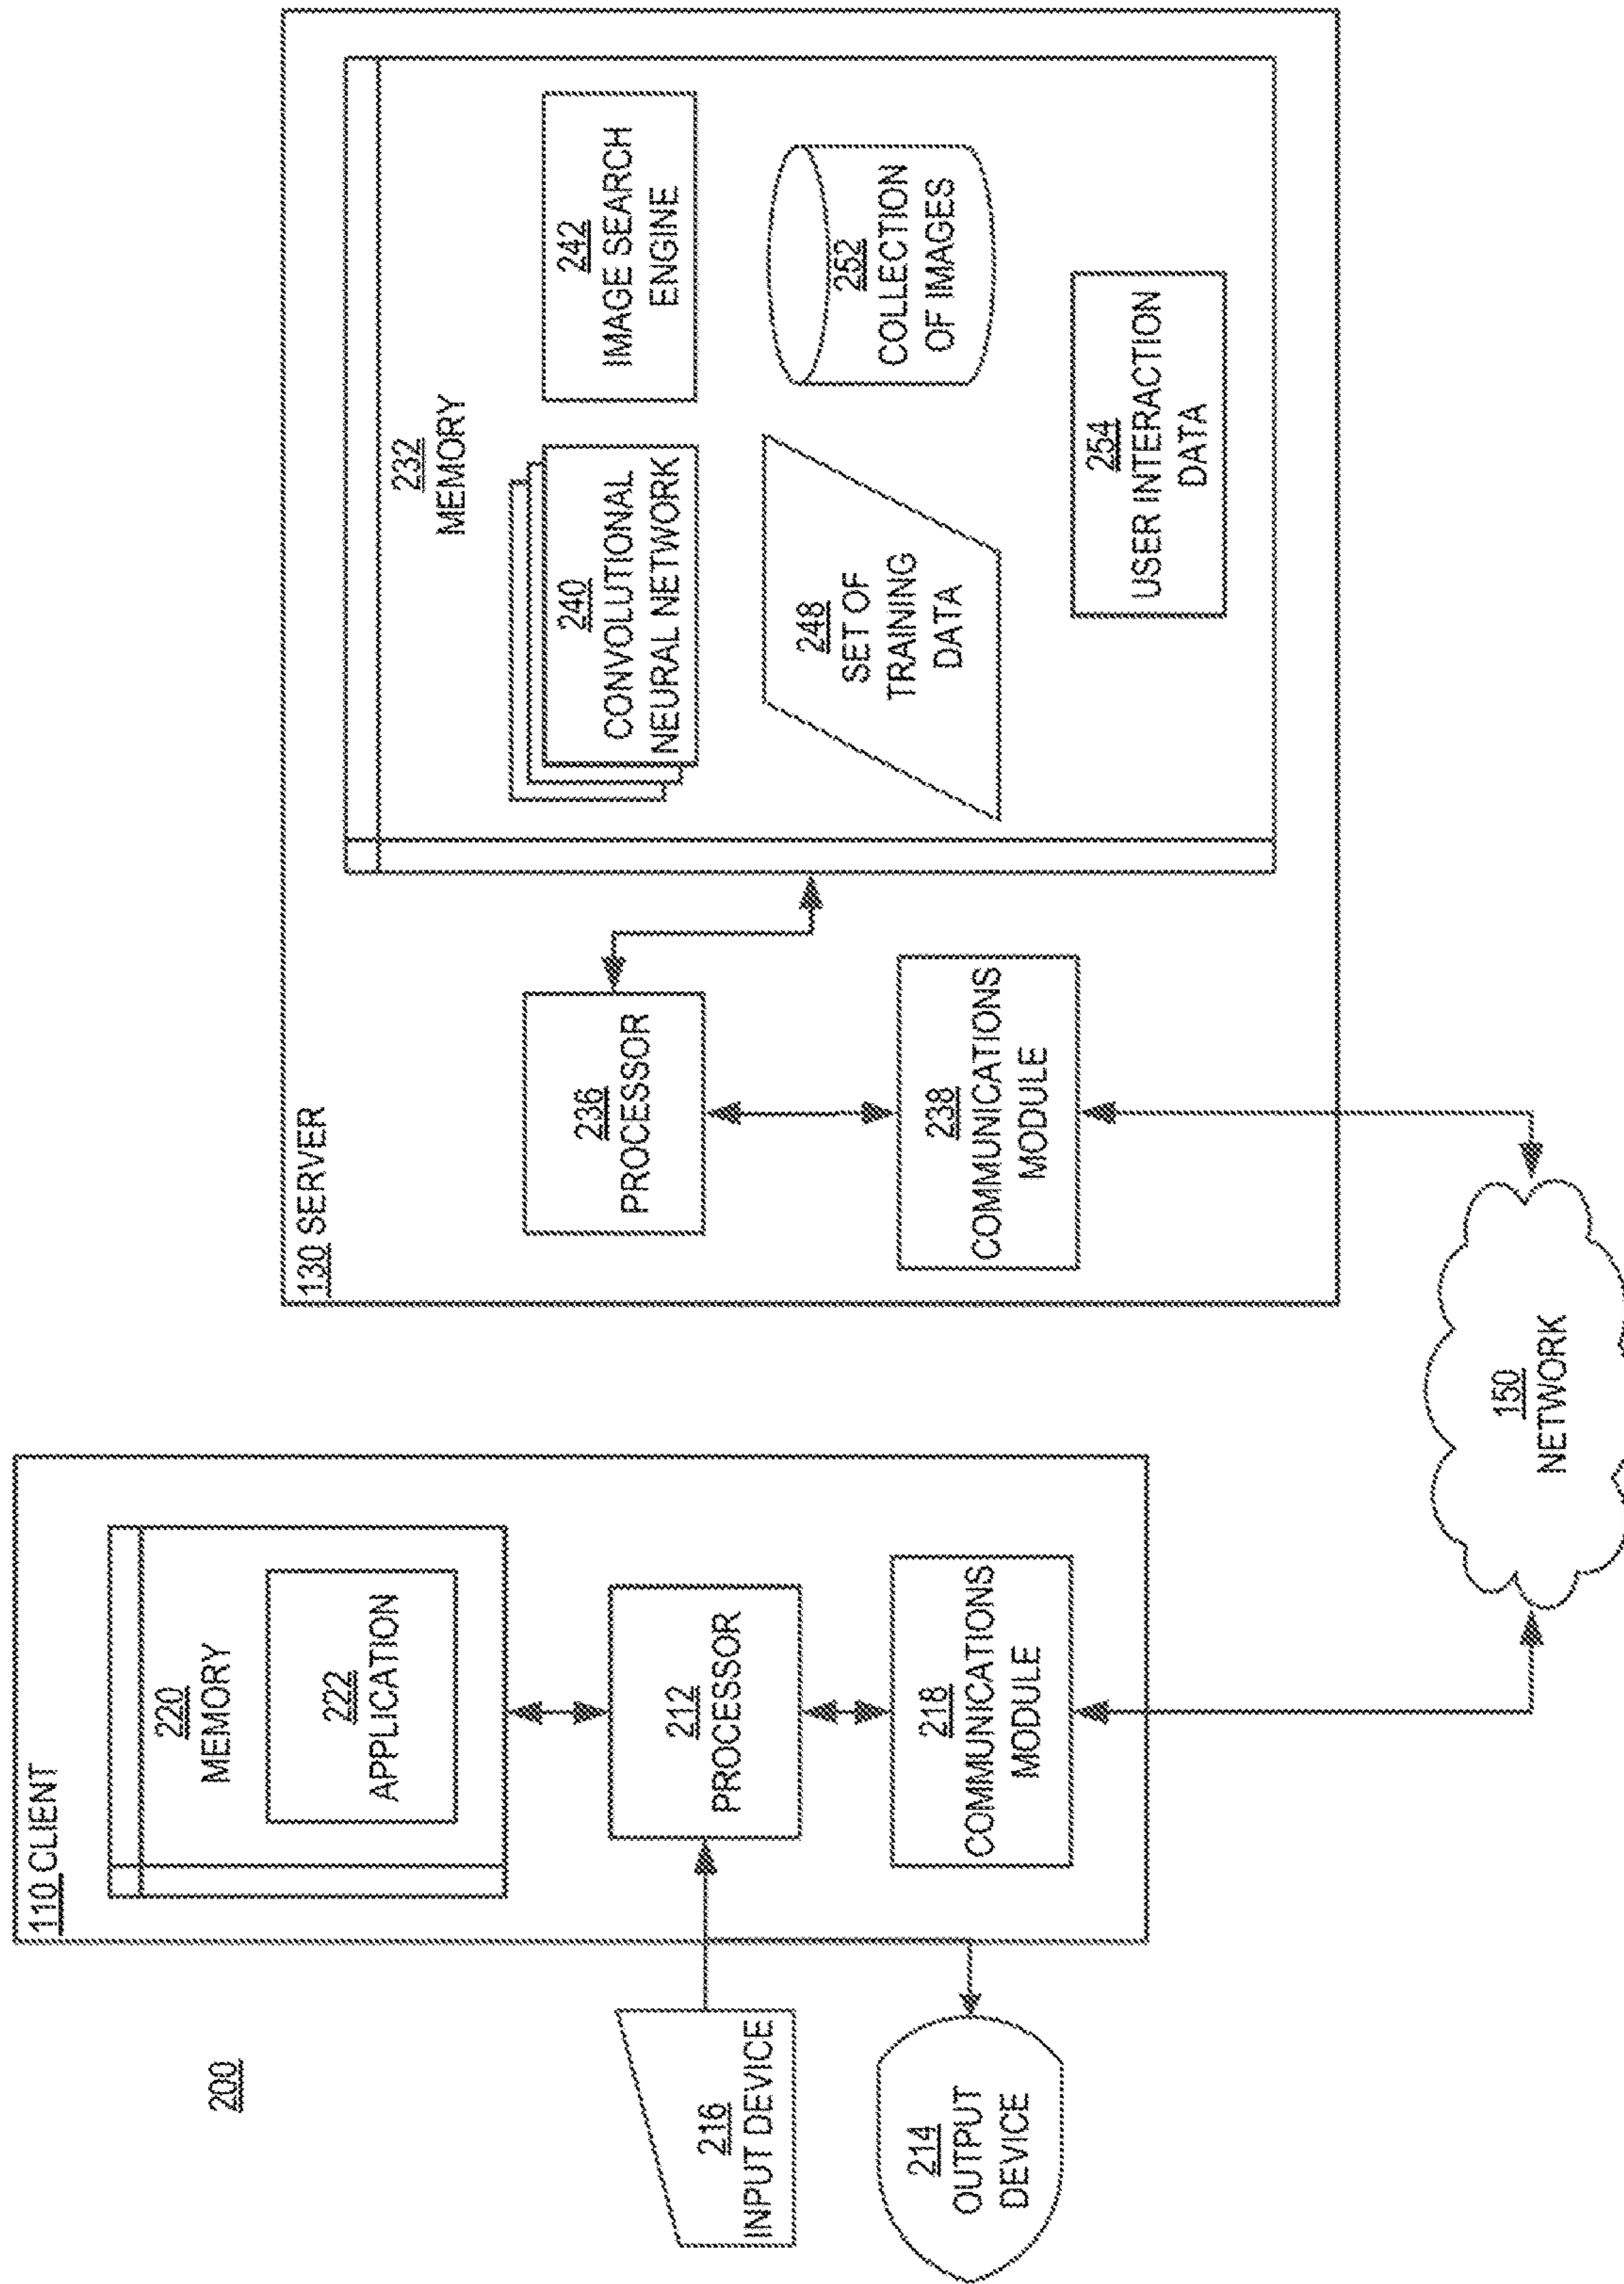 200
110 CLIENT
220
MEMORY
222
APPLICATION
216
INPUT DEVICE
212
PROCESSOR
214
OUTPUT
DEVICE
218
COMMUNICATIONS
MODULE
130 SERVER
236
PROCESSOR
238
COMMUNICATIONS
MODULE
232
MEMORY
240
CONVOLUTIONAL
NEURAL NETWORK
242
IMAGE SEARCH
ENGINE
248
SET OF
TRAINING
DATA
252
COLLECTION
OF IMAGES
254
USER INTERACTION
DATA
150
NETWORK